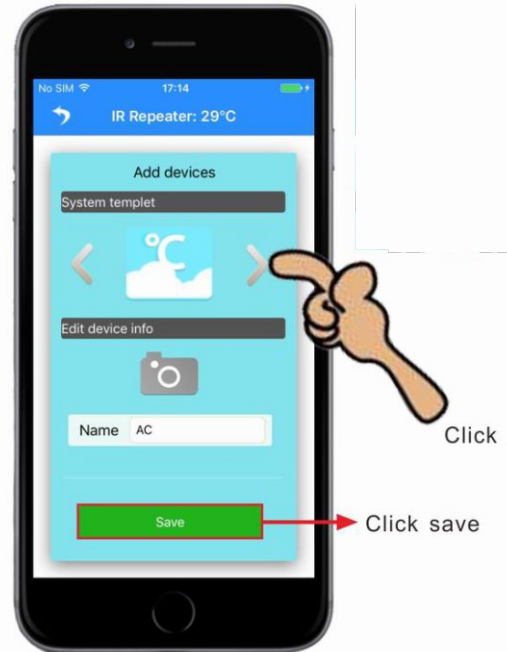 No SIM 17:14
IR Repeater: 29°C
Add devices
System templet
°C
Edit device info
Name AC
Click
Save
Click save